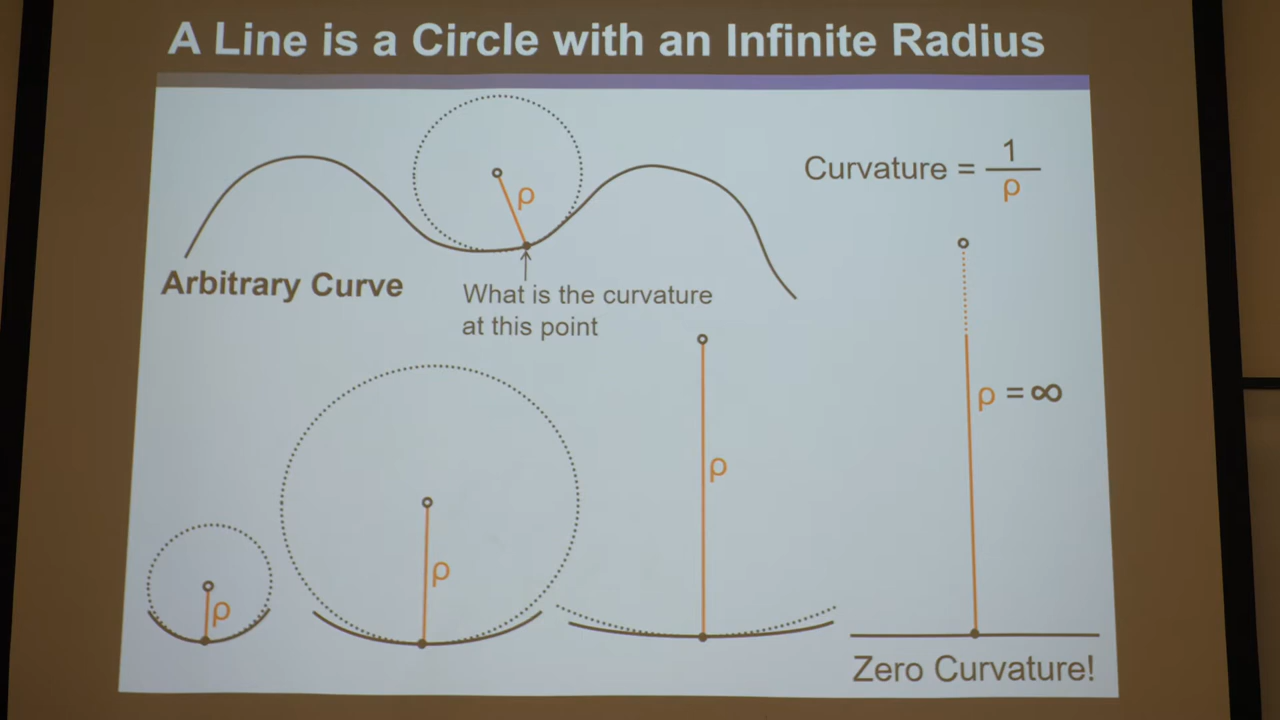 A Line is a Circle with an Infinite Radius
Curvature = 1/ρ
ρ
Arbitrary Curve
What is the curvature
at this point
ρ = ∞
ρ
ρ
ρ
Zero Curvature!